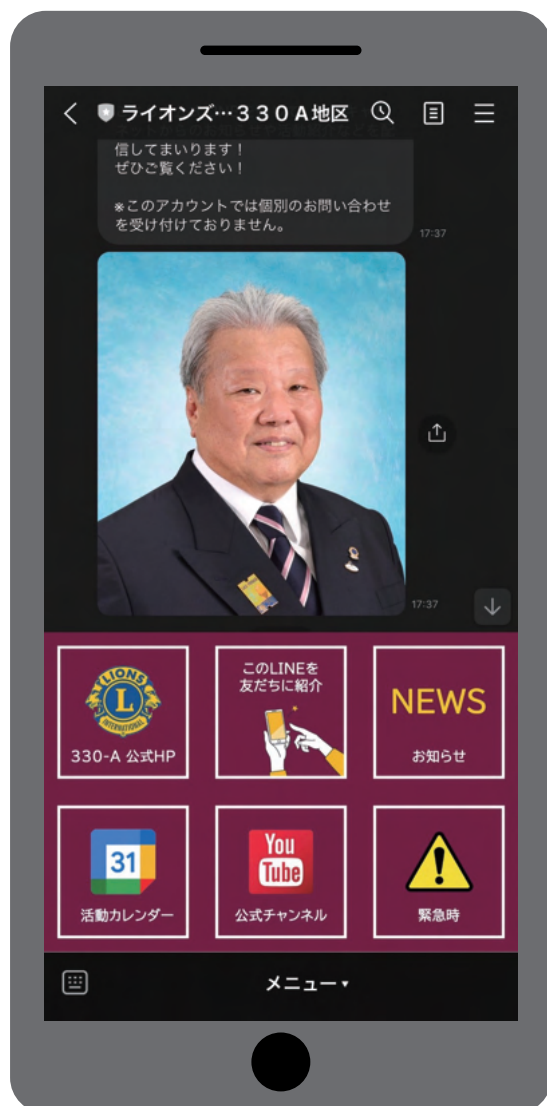 ライオンズ…３３０Ａ地区
信してまいります！
ぜひご覧ください！
※このアカウントでは個別のお問い合わせ
を受け付けておりません。
17:37
17:37
LIONS
L
INTERNATIONAL
330-A 公式HP
このLINEを
友だちに紹介
NEWS
お知らせ
31
活動カレンダー
You
Tube
公式チャンネル
緊急時
メニュー▾